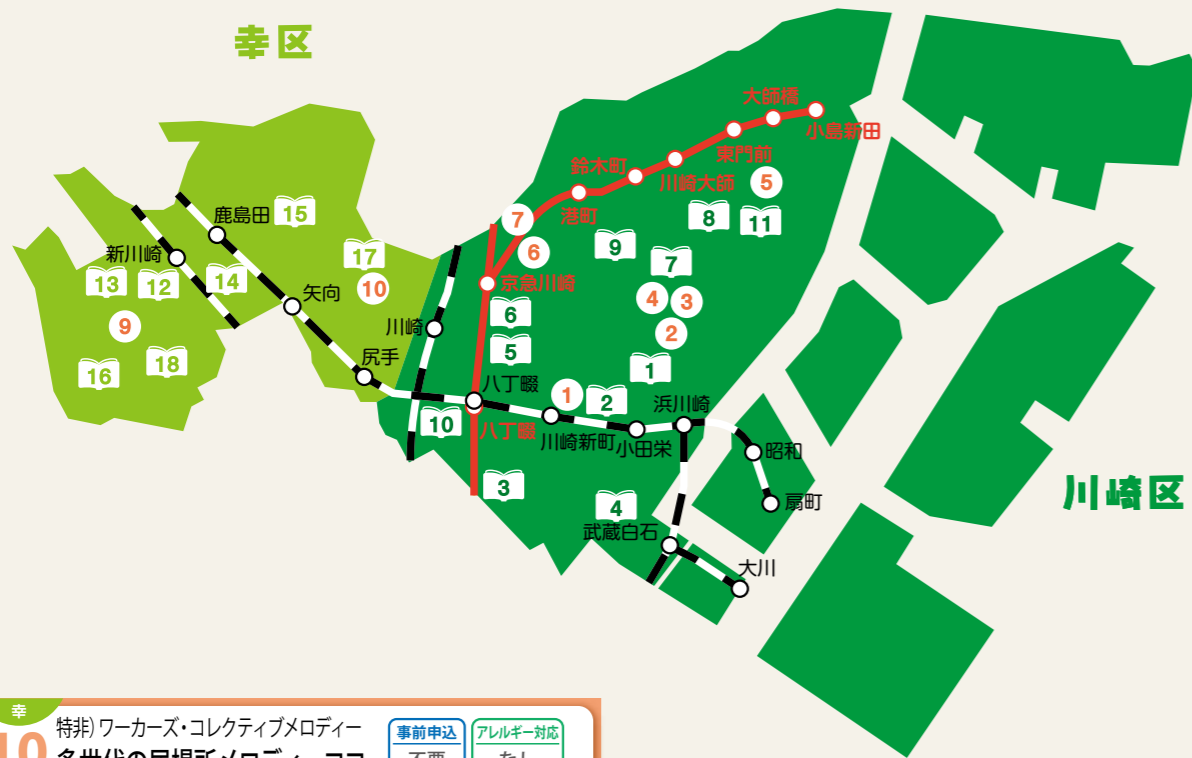 幸区
大師橋
小島新田
東門前
鈴木町
川崎大師
5
港町
15
鹿島田
7
8
11
新川崎
17
6
9
7
13
12
14
10
京急川崎
4
3
矢向
6
9
川崎
2
5
尻手
1
16
18
八丁畷
1
2
浜川崎
10
八丁畷
川崎新町
小田栄
昭和
3
川崎区
4
扇町
武蔵白石
大川
幸
10
特非)ワーカーズ・コレクティブメロディー
事前申込
アレルギー対応